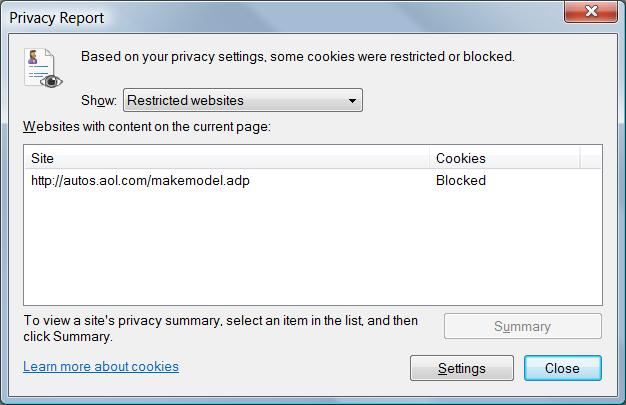 Privacy Report
Based on your privacy settings, some cookies were restricted or blocked.
Show: Restricted websites
Websites with content on the current page:
Site Cookies
http://autos.aol.com/makemodel.adp Blocked
To view a site's privacy summary, select an item in the list, and then
click Summary.
Summary
Learn more about cookies
Settings Close